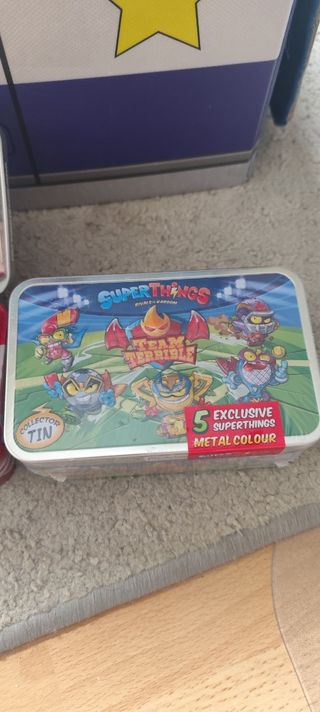 SUPERTHINGS
RIVALS OF KABOOM
TEAM
TERRIBLE
COLLECTOR
TIN
5 EXCLUSIVE
SUPERTHINGS
METAL COLOUR